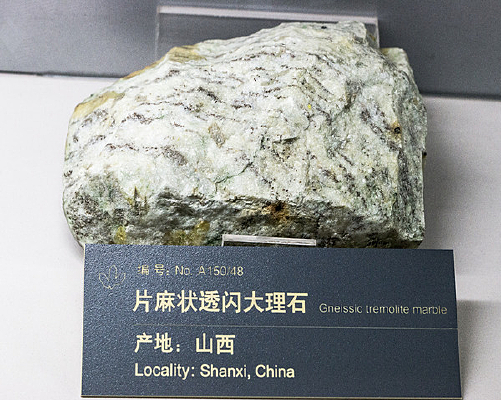 编号: No. A150/48
片麻状透闪大理石 Gneissic tremolite marble
产地：山西
Locality: Shanxi, China